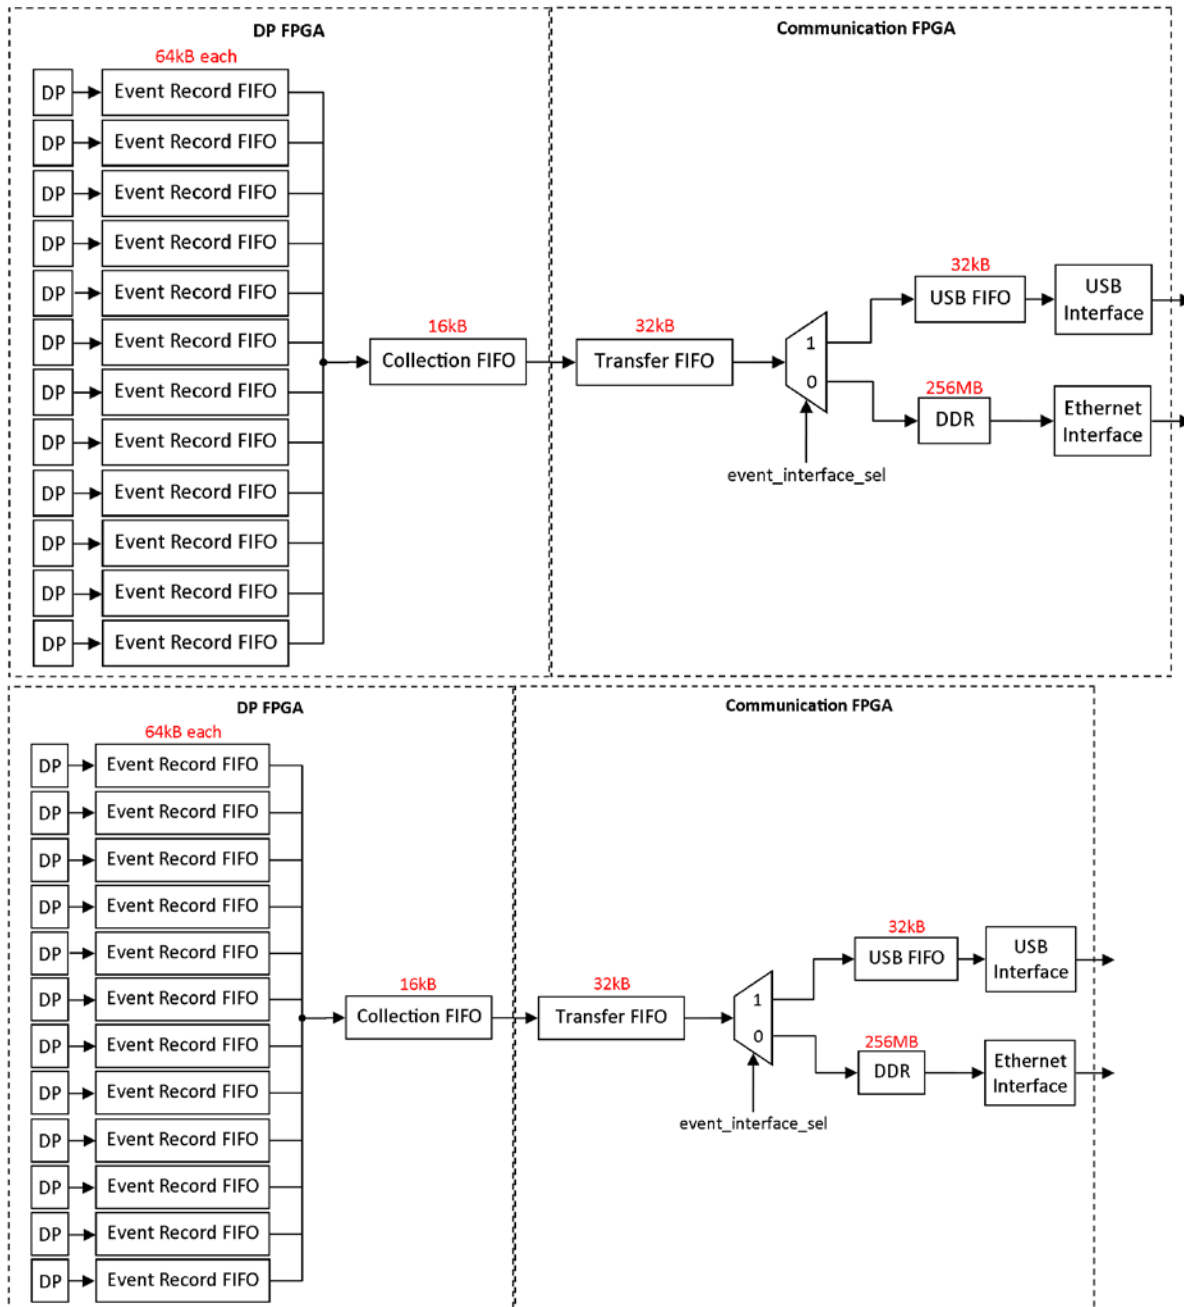 DP FPGA
Communication FPGA
64kB each
DP
Event Record FIFO
DP
Event Record FIFO
DP
Event Record FIFO
DP
Event Record FIFO
DP
Event Record FIFO
DP
Event Record FIFO
DP
Event Record FIFO
DP
Event Record FIFO
DP
Event Record FIFO
DP
Event Record FIFO
DP
Event Record FIFO
DP
Event Record FIFO
16kB
Collection FIFO
32kB
Transfer FIFO
1
0
event_interface_sel
32kB
USB FIFO
USB
Interface
256MB
DDR
Ethernet
Interface
DP FPGA
Communication FPGA
64kB each
DP
Event Record FIFO
DP
Event Record FIFO
DP
Event Record FIFO
DP
Event Record FIFO
DP
Event Record FIFO
DP
Event Record FIFO
DP
Event Record FIFO
DP
Event Record FIFO
DP
Event Record FIFO
DP
Event Record FIFO
DP
Event Record FIFO
DP
Event Record FIFO
16kB
Collection FIFO
32kB
Transfer FIFO
1
0
event_interface_sel
32kB
USB FIFO
USB
Interface
256MB
DDR
Ethernet
Interface